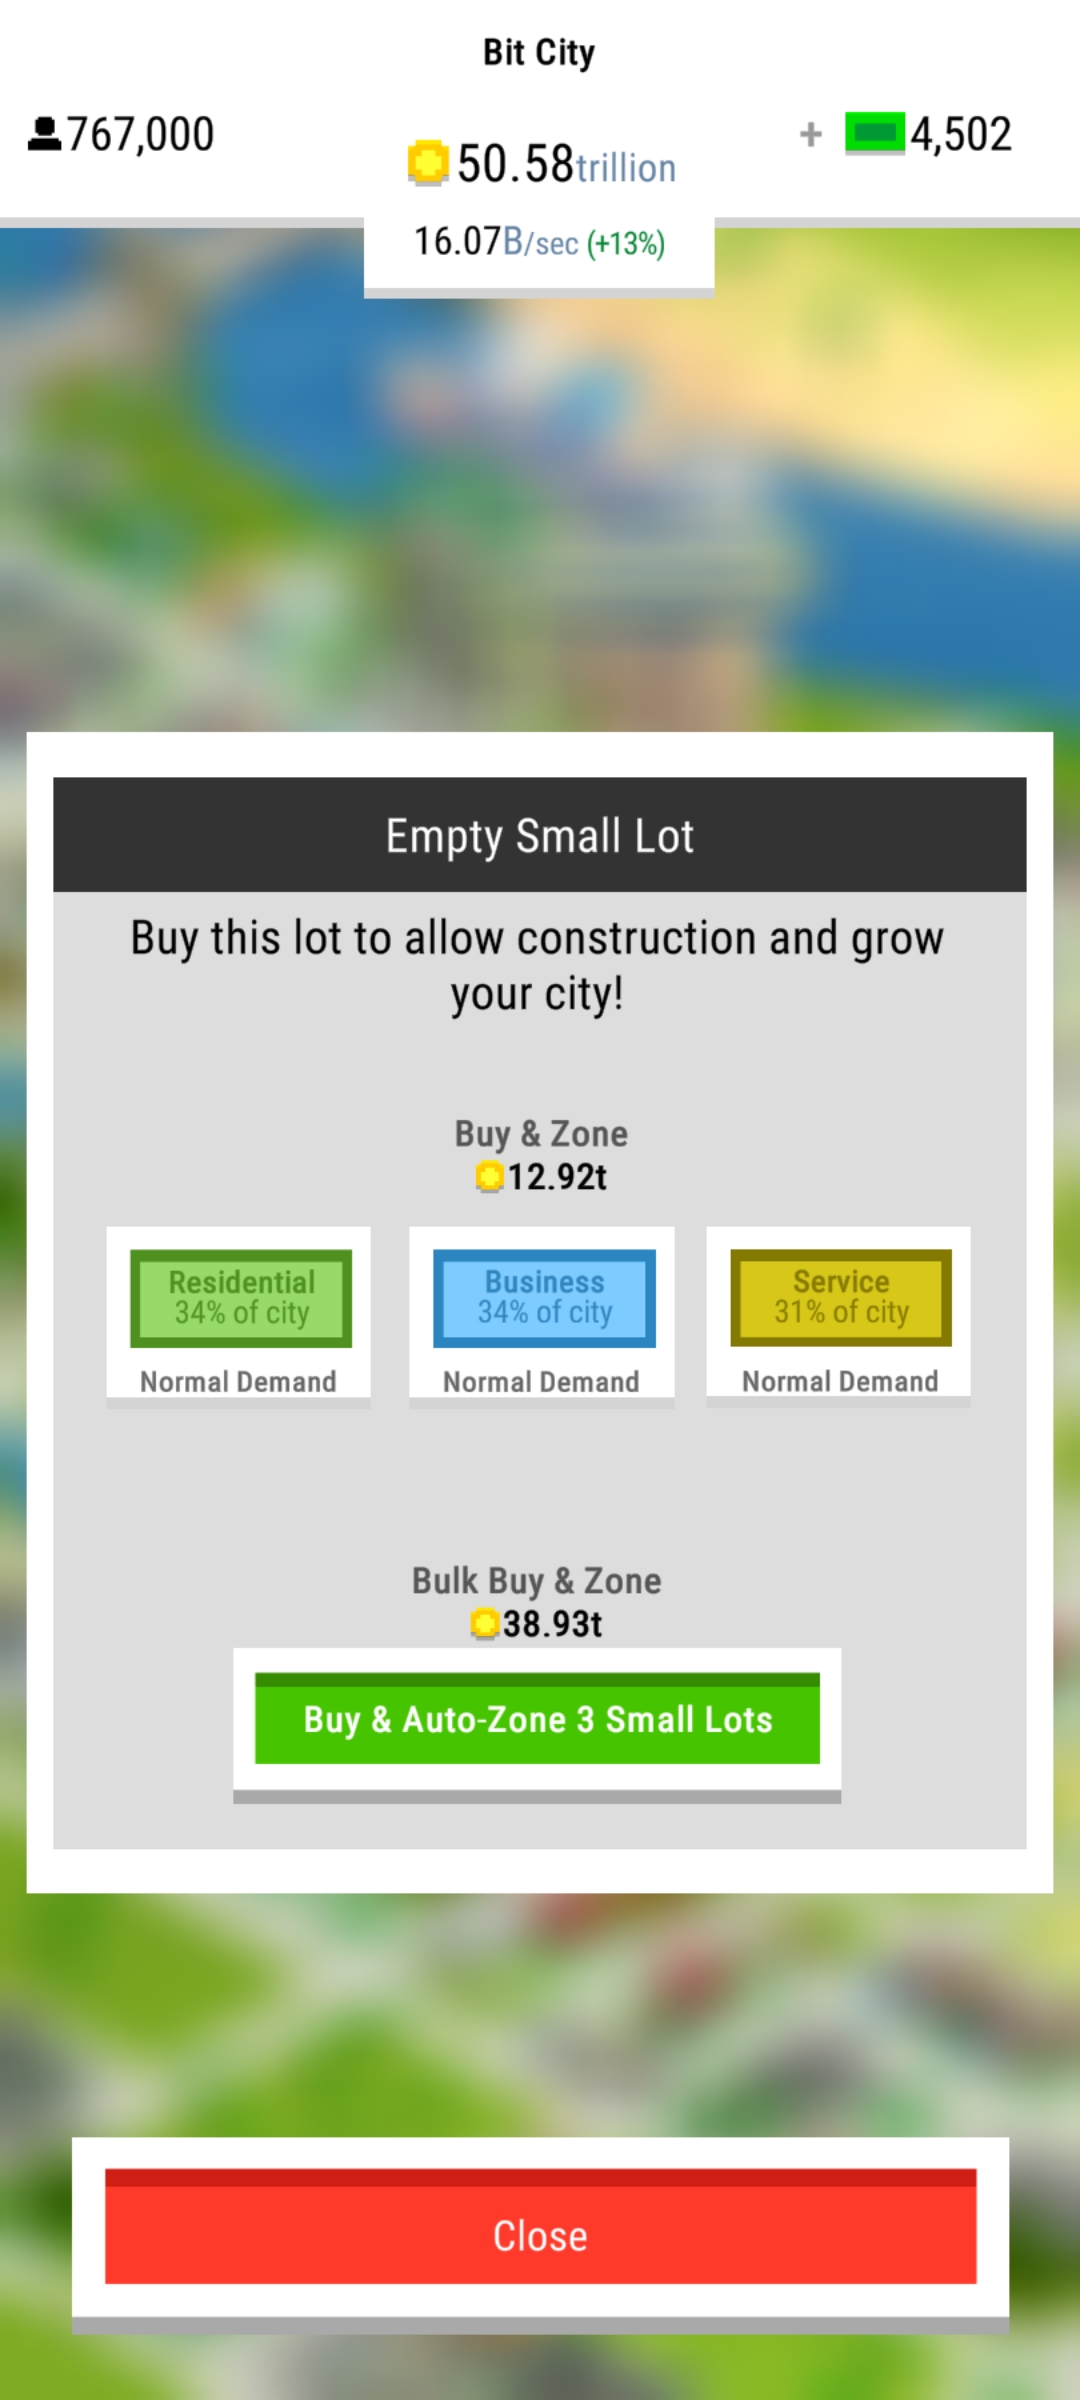 Bit City
767,000
50.58trillion
+ 4,502
16.07B/sec (+13%)
Empty Small Lot
Buy this lot to allow construction and grow
your city!
Buy & Zone
12.92t
Residential
34% of city
Normal Demand
Business
34% of city
Normal Demand
Service
31% of city
Normal Demand
Bulk Buy & Zone
38.93t
Buy & Auto-Zone 3 Small Lots
Close